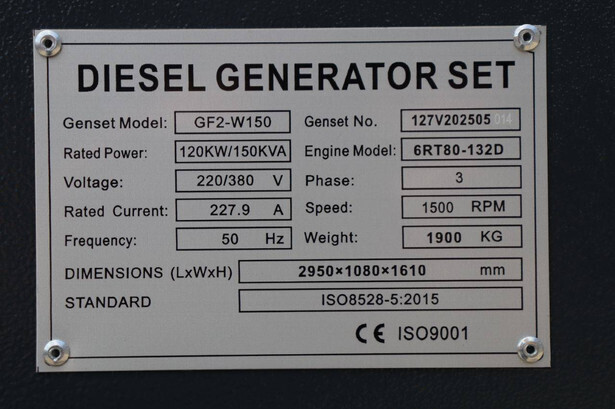 DIESEL GENERATOR SET
Genset Model: GF2-W150 Genset No. 127V202505014
Rated Power: 120KW/150KVA Engine Model: 6RT80-132D
Voltage: 220/380 V Phase: 3
Rated Current: 227.9 A Speed: 1500 RPM
Frequency: 50 Hz Weight: 1900 KG
DIMENSIONS (LxWxH) 2950×1080×1610 mm
STANDARD ISO8528-5:2015
CE ISO9001